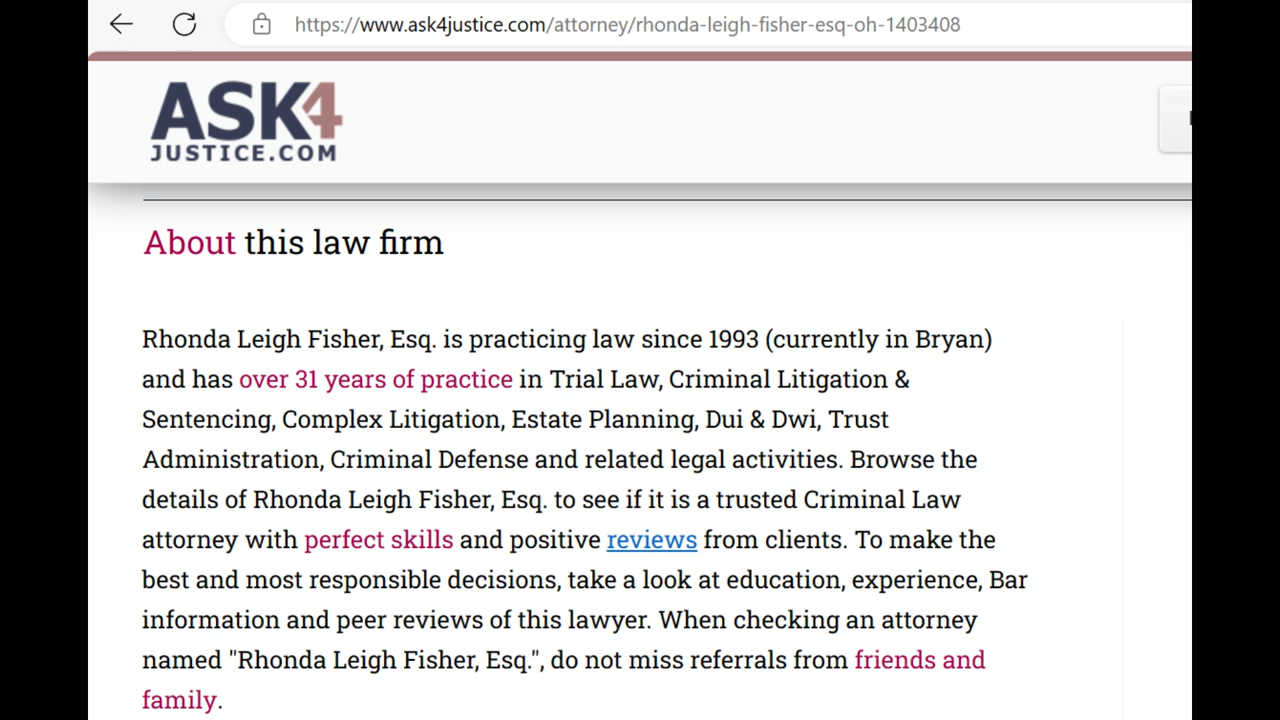 https://www.ask4justice.com/attorney/rhonda-leigh-fisher-esq-oh-1403408
ASK4
JUSTICE.COM
About this law firm
Rhonda Leigh Fisher, Esq. is practicing law since 1993 (currently in Bryan)
and has over 31 years of practice in Trial Law, Criminal Litigation &
Sentencing, Complex Litigation, Estate Planning, Dui & Dwi, Trust
Administration, Criminal Defense and related legal activities. Browse the
details of Rhonda Leigh Fisher, Esq. to see if it is a trusted Criminal Law
attorney with perfect skills and positive reviews from clients. To make the
best and most responsible decisions, take a look at education, experience, Bar
information and peer reviews of this lawyer. When checking an attorney
named "Rhonda Leigh Fisher, Esq.", do not miss referrals from friends and
family.